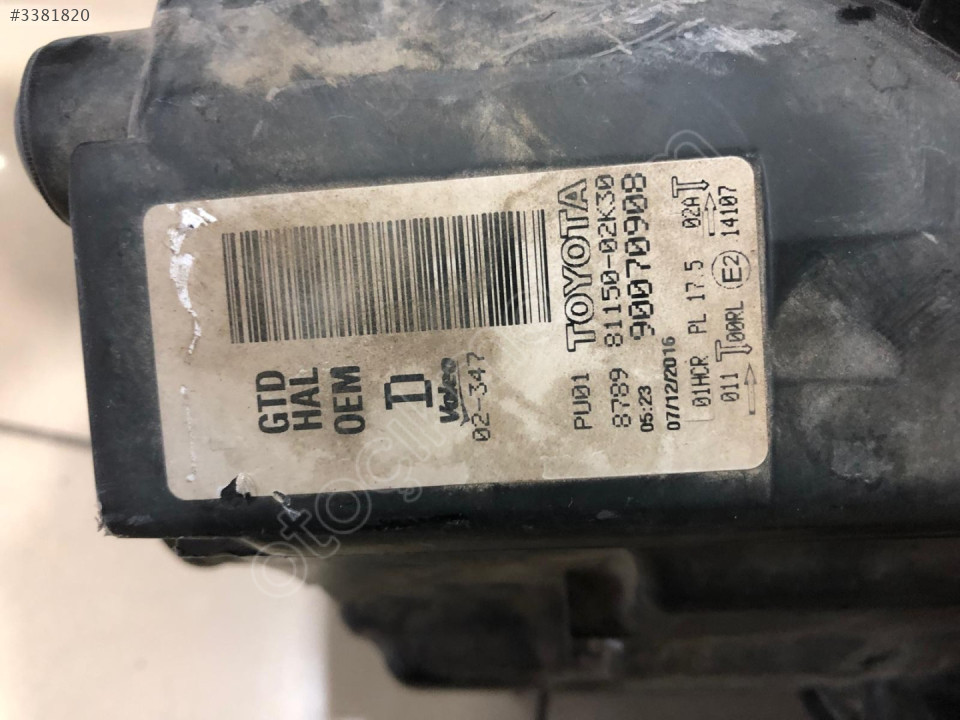 #3381820
GTD
HAL
OEM
D
Valeo
02-347
TOYOTA
PU01 81150-02K30
8789 90070908
05:23
07/12/2016
01HCR PL 17.5 02A
011 00RL E2 14107